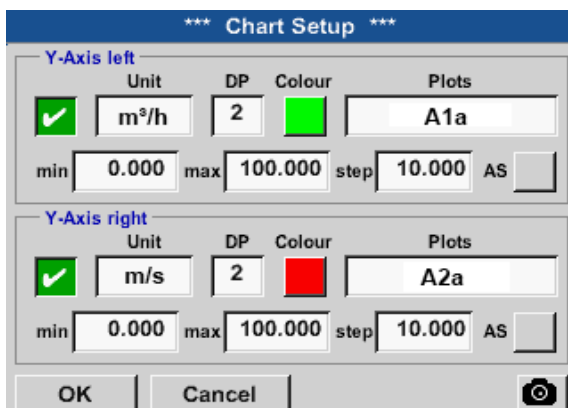 *** Chart Setup ***
Y-Axis left
Unit DP Colour Plots
m³/h 2 A1a
min 0.000 max 100.000 step 10.000 AS
Y-Axis right
Unit DP Colour Plots
m/s 2 A2a
min 0.000 max 100.000 step 10.000 AS
OK Cancel